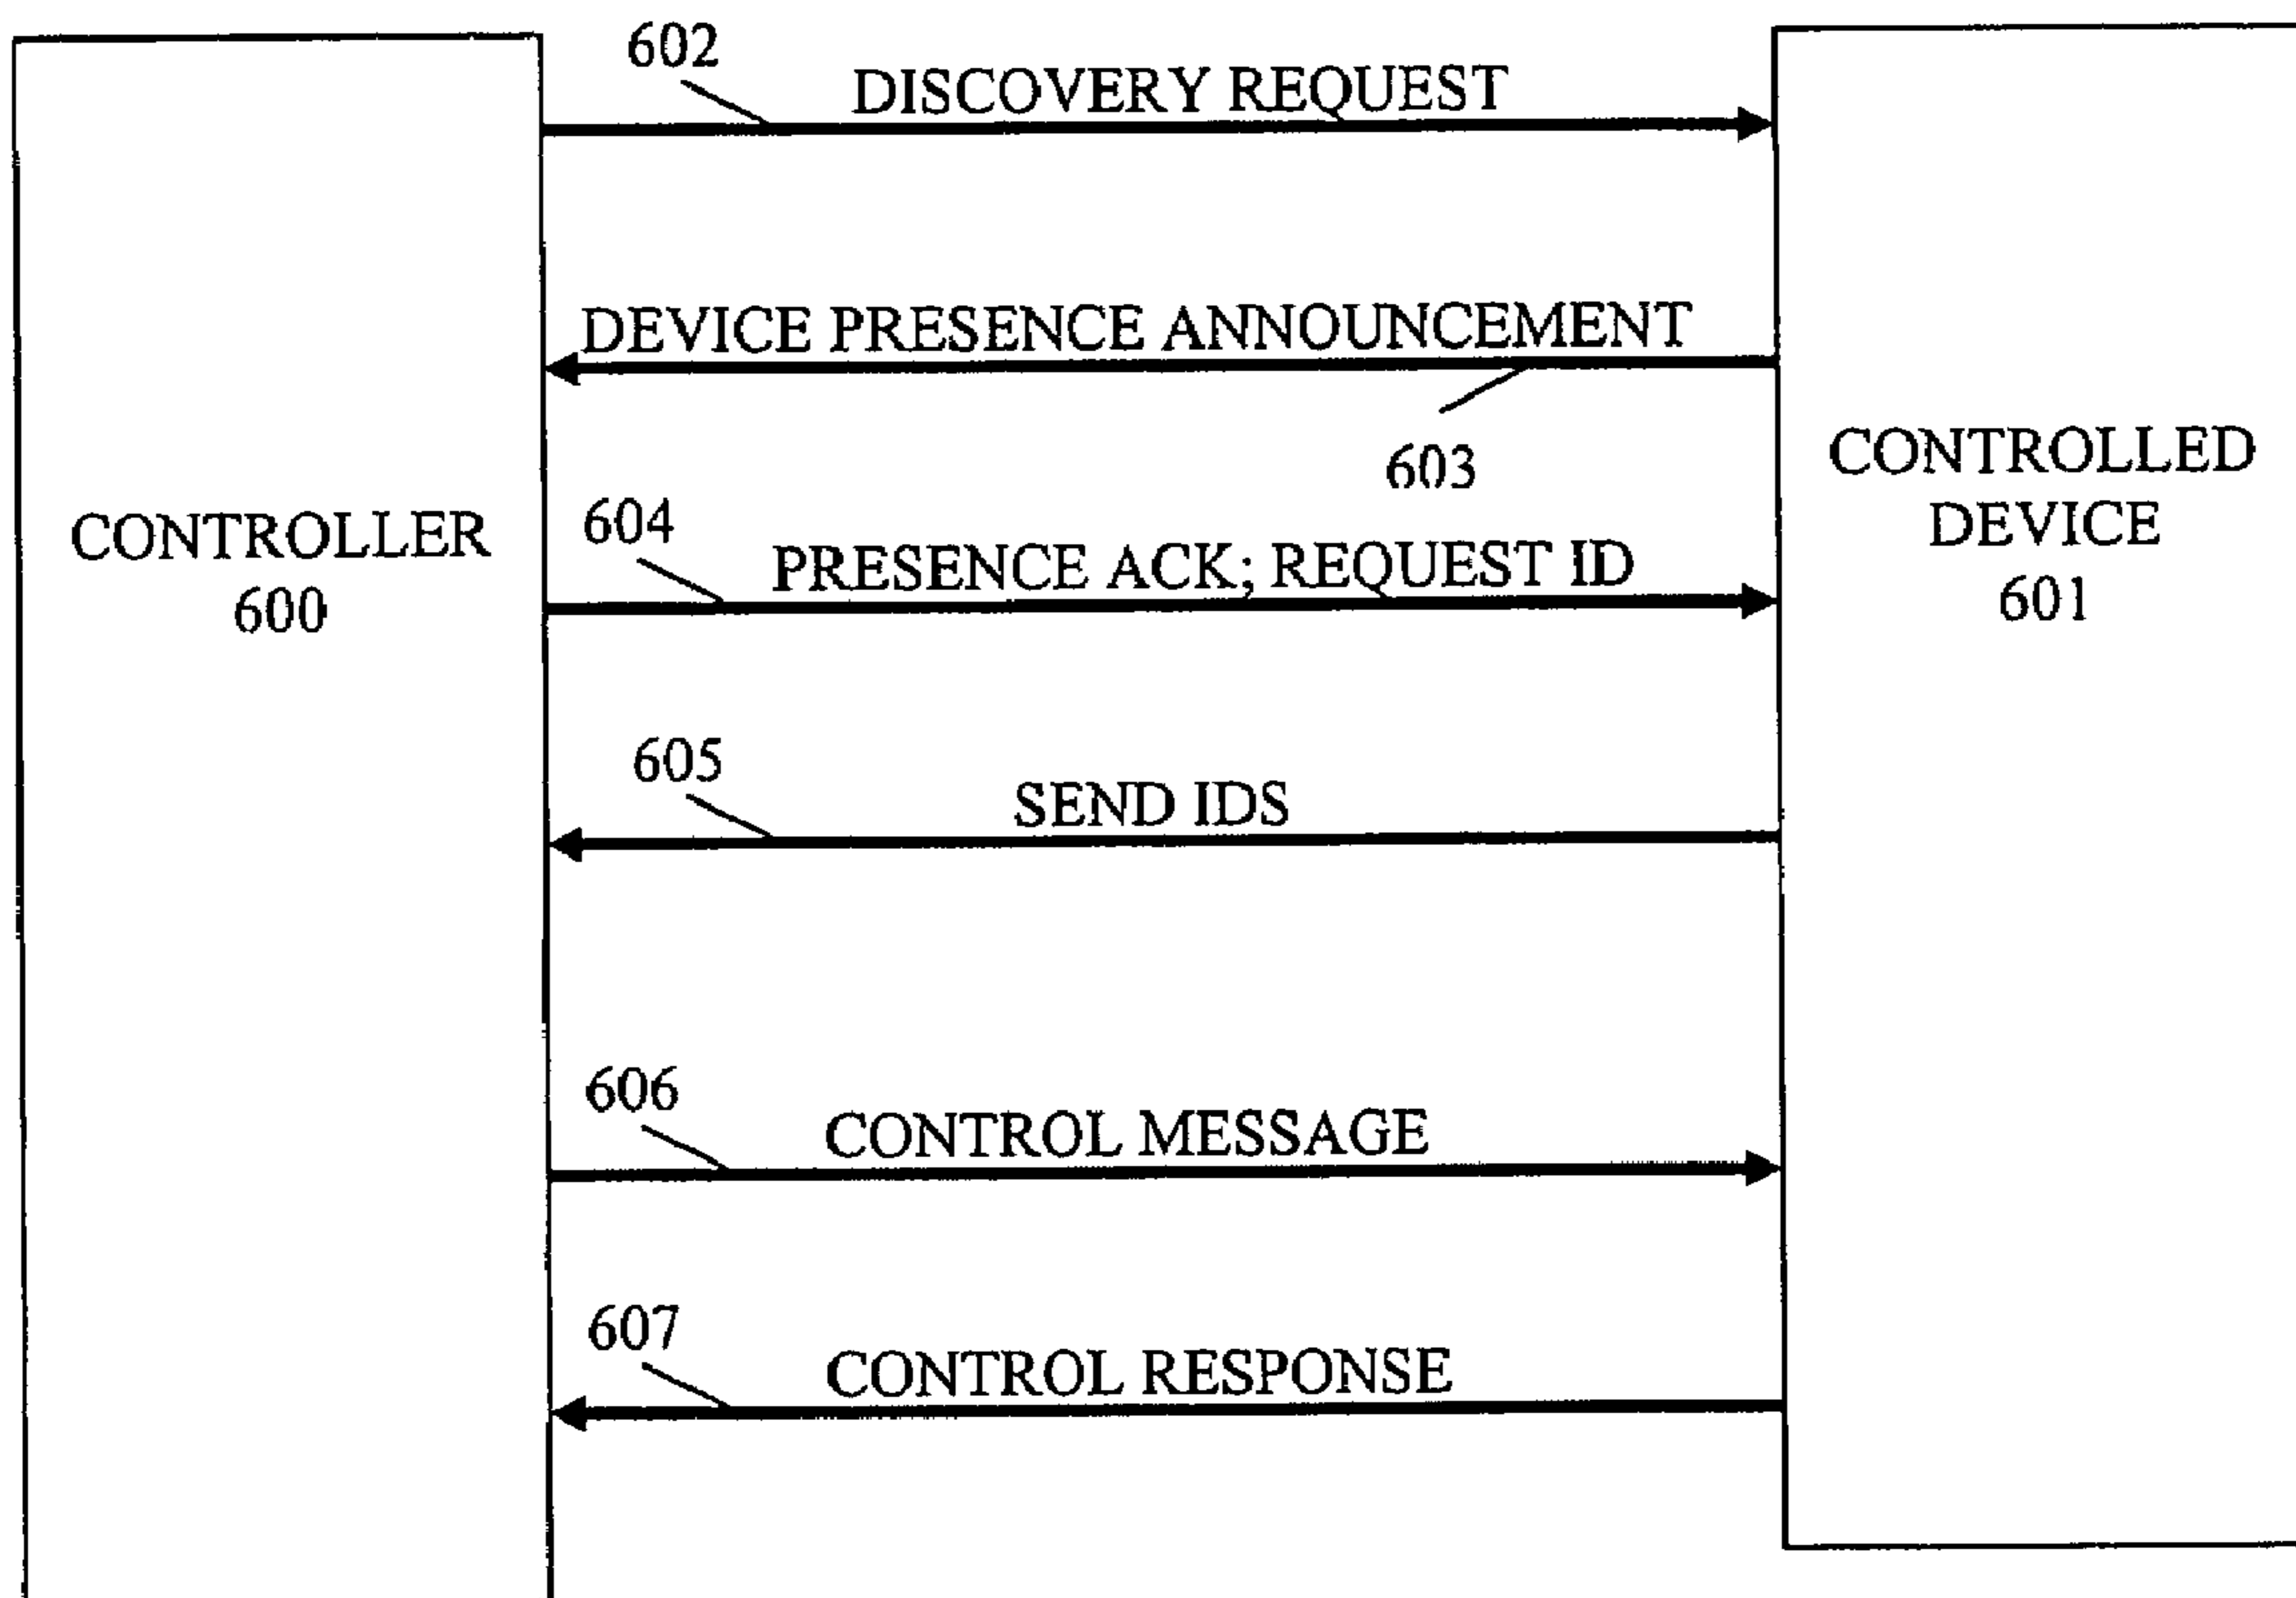 602
DISCOVERY REQUEST
DEVICE PRESENCE ANNOUNCEMENT
603
CONTROLLED
DEVICE
601
CONTROLLER
600
604
PRESENCE ACK; REQUEST ID
605
SEND IDS
606
CONTROL MESSAGE
607
CONTROL RESPONSE